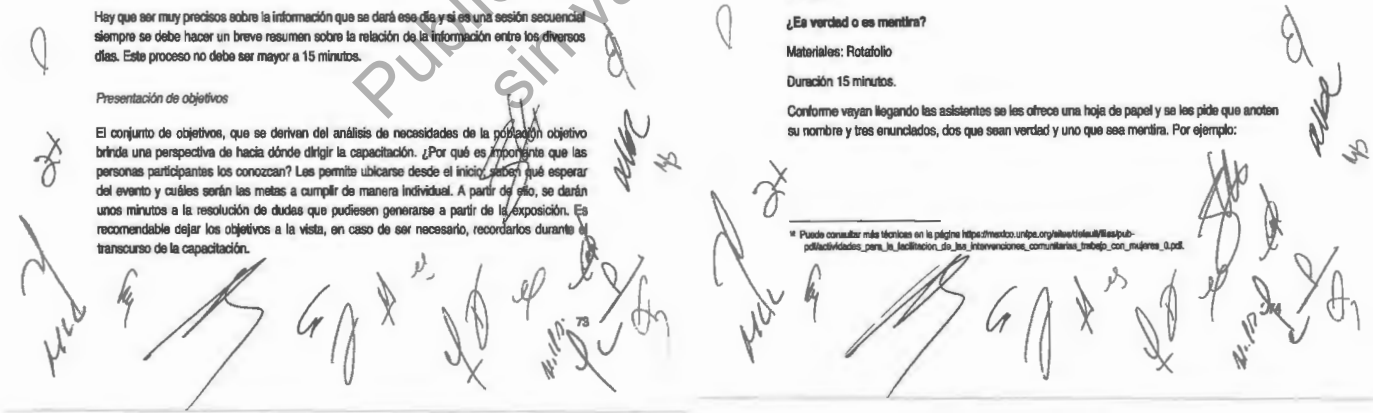 Hay que ser muy precisos sobre la información que se dará ese día y si es una sesión secuencial
siempre se debe hacer un breve resumen sobre la relación de la información entre los diversos
días. Este proceso no debe ser mayor a 15 minutos.
Presentación de objetivos
El conjunto de objetivos, que se derivan del análisis de necesidades de la población objetivo
brinda una perspectiva de hacia dónde dirigir la capacitación. ¿Por qué es importante que las
personas participantes los conozcan? Les permite ubicarse desde el inicio, saben qué esperar
del evento y cuáles serán las metas a cumplir de manera individual. A partir de ello, se darán
unos minutos a la resolución de dudas que pudiesen generarse a partir de la exposición. Es
recomendable dejar los objetivos a la vista, en caso de ser necesario, recordarlos durante el
transcurso de la capacitación.
73
Public
sin
¿Es verdad o es mentira?
Materiales: Rotafolio
Duración 15 minutos.
Conforme vayan llegando las asistentes se les ofrece una hoja de papel y se les pide que anoten
su nombre y tres enunciados, dos que sean verdad y uno que sea mentira. Por ejemplo:
Puede consultar más técnicas en la página https://mexico.unfpa.org/sites/default/files/pub-
pdf/actividades_para_la_facilitacion_de_las_intervenciones_comunitarias_trabajo_con_mujeres_0.pdf.
74